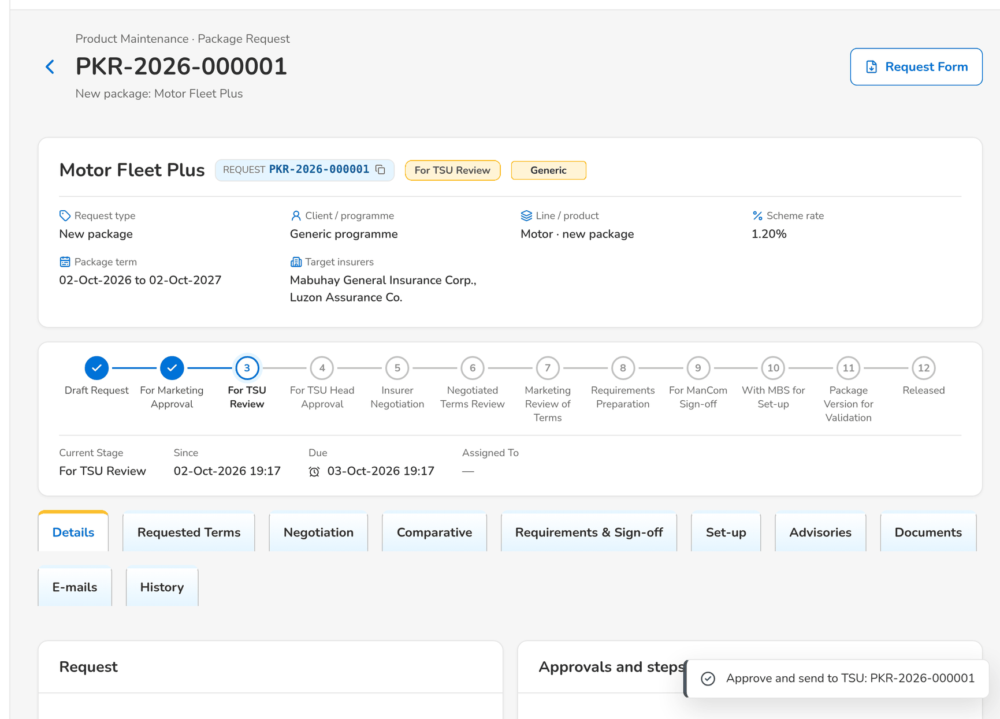 Product Maintenance · Package Request
PKR-2026-000001
New package: Motor Fleet Plus
Request Form
Motor Fleet Plus
REQUEST PKR-2026-000001
For TSU Review
Generic
Request type
New package
Client / programme
Generic programme
Line / product
Motor · new package
Scheme rate
1.20%
Package term
02-Oct-2026 to 02-Oct-2027
Target insurers
Mabuhay General Insurance Corp.,
Luzon Assurance Co.
Draft Request
For Marketing
Approval
3
For TSU
Review
4
For TSU Head
Approval
5
Insurer
Negotiation
6
Negotiated
Terms Review
7
Marketing
Review of
Terms
8
Requirements
Preparation
9
For ManCom
Sign-off
10
With MBS for
Set-up
11
Package
Version for
Validation
12
Released
Current Stage
For TSU Review
Since
02-Oct-2026 19:17
Due
03-Oct-2026 19:17
Assigned To
—
Details
Requested Terms
Negotiation
Comparative
Requirements & Sign-off
Set-up
Advisories
Documents
E-mails
History
Request
Approvals and steps
Approve and send to TSU: PKR-2026-000001